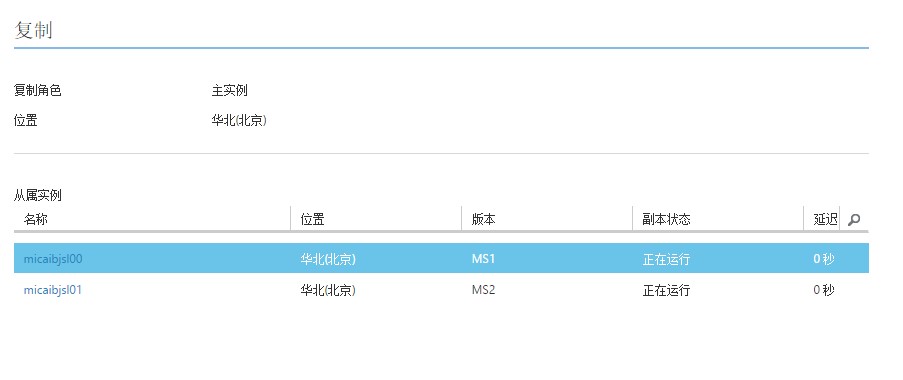 复制
复制角色 主实例
位置 华北(北京)
从属实例
名称 位置 版本 副本状态 延迟
micaibjsl00 华北(北京) MS1 正在运行 0 秒
micaibjsl01 华北(北京) MS2 正在运行 0 秒